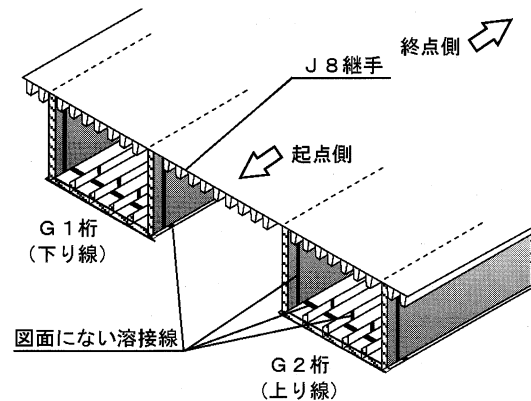 終点側
J8継手
起点側
G1桁
(下り線)
図面にない溶接線
G2桁
(上り線)